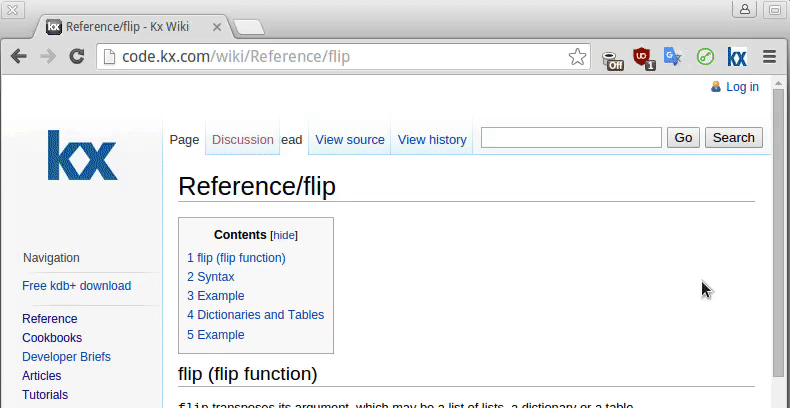 Reference/flip - Kx Wiki
code.kx.com/wiki/Reference/flip
Off
1
kx
Log in
kx
Page
Discussion
ead
View source
View history
Go
Search
Reference/flip
Contents [hide]
1 flip (flip function)
2 Syntax
3 Example
4 Dictionaries and Tables
5 Example
Navigation
Free kdb+ download
Reference
Cookbooks
Developer Briefs
Articles
Tutorials
flip (flip function)
flip transposes its argument, which may be a list of lists, a dictionary or a table.